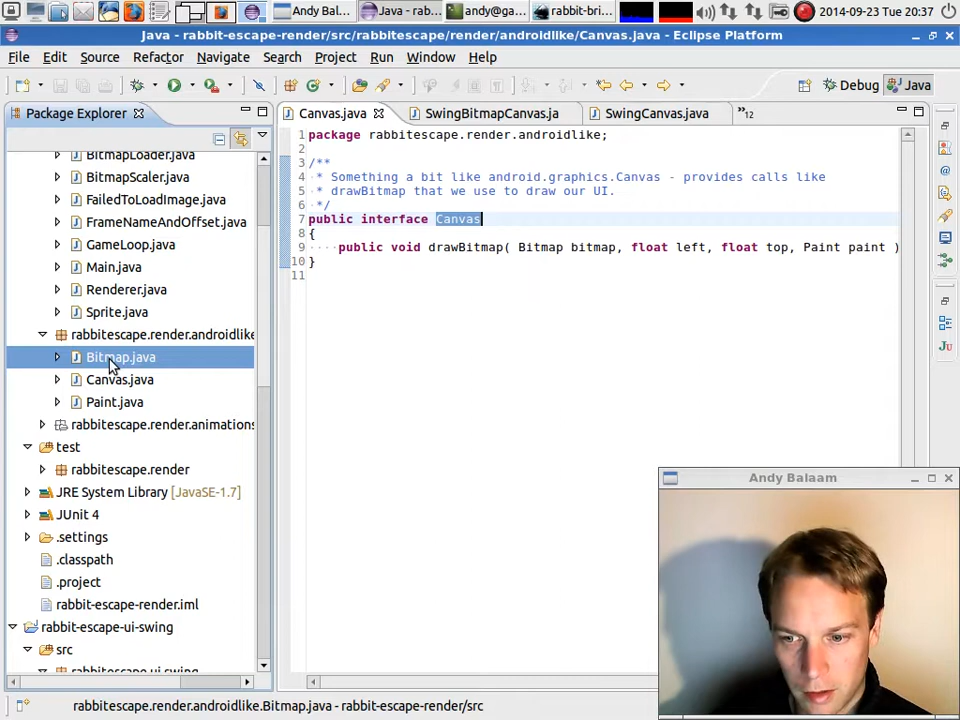 Andy Bal...
Java - rab...
andy@ga...
rabbit-bri...
2014-09-23 Tue 20:37
Java - rabbit-escape-render/src/rabbitescape/render/androidlike/Canvas.java - Eclipse Platform
File Edit Source Refactor Navigate Search Project Run Window Help
Debug Java
Package Explorer
Canvas.java SwingBitmapCanvas.ja SwingCanvas.java »12
BitmapLoader.java
BitmapScaler.java
FailedToLoadImage.java
FrameNameAndOffset.java
GameLoop.java
Main.java
Renderer.java
Sprite.java
rabbitescape.render.androidlike
Bitmap.java
Canvas.java
Paint.java
rabbitescape.render.animations
test
rabbitescape.render
JRE System Library [JavaSE-1.7]
JUnit 4
.settings
.classpath
.project
rabbit-escape-render.iml
rabbit-escape-ui-swing
src
rabbitescape.ui.swing
1 package rabbitescape.render.androidlike;
2
3 /**
4 * Something a bit like android.graphics.Canvas - provides calls like
5 * drawBitmap that we use to draw our UI.
6 */
7 public interface Canvas
8 {
9 public void drawBitmap( Bitmap bitmap, float left, float top, Paint paint )
10 }
11
Andy Balaam
rabbitescape.render.androidlike.Bitmap.java - rabbit-escape-render/src